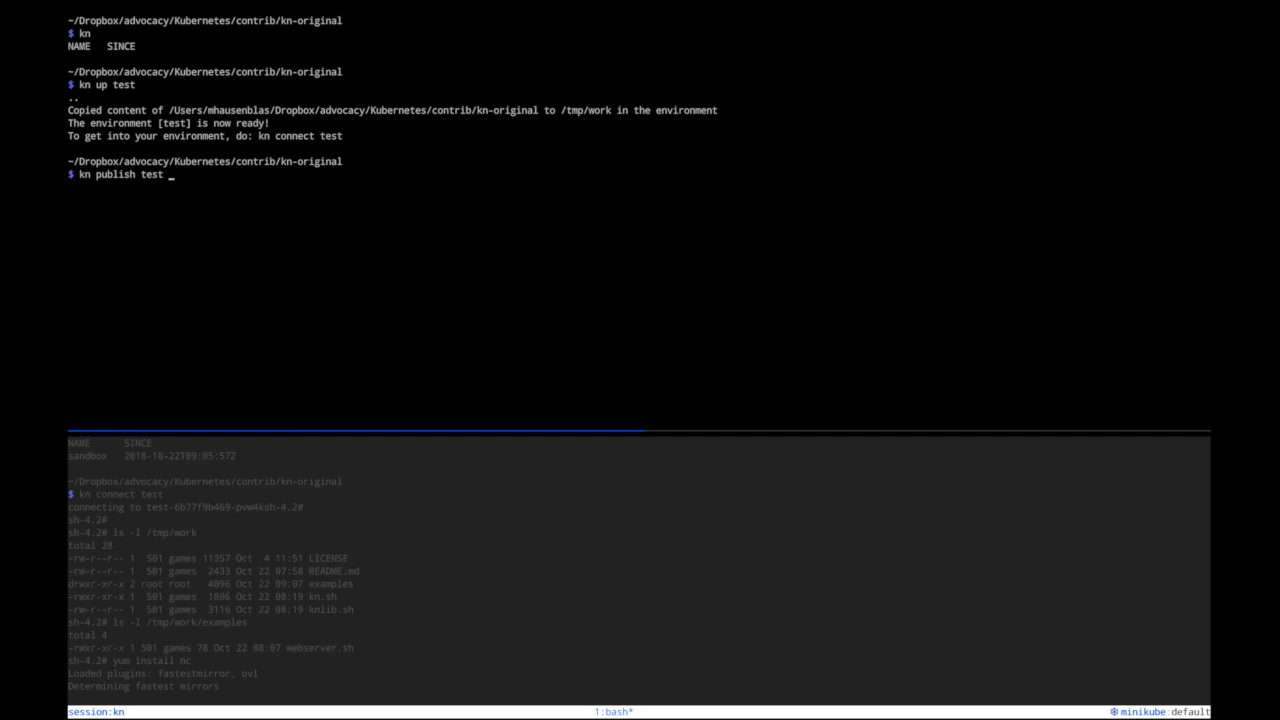 ~/Dropbox/advocacy/Kubernetes/contrib/kn-original
$ kn
NAME   SINCE
~/Dropbox/advocacy/Kubernetes/contrib/kn-original
$ kn up test
..
Copied content of /Users/mhausenblas/Dropbox/advocacy/Kubernetes/contrib/kn-original to /tmp/work in the environment
The environment [test] is now ready!
To get into your environment, do: kn connect test
~/Dropbox/advocacy/Kubernetes/contrib/kn-original
$ kn publish test _
NAME      SINCE
sandbox   2018-10-22T09:05:57Z
~/Dropbox/advocacy/Kubernetes/contrib/kn-original
$ kn connect test
connecting to test-6b77f9b469-pvw4ksh-4.2#
sh-4.2#
sh-4.2# ls -l /tmp/work
total 28
-rw-r--r-- 1  501 games 11357 Oct  4 11:51 LICENSE
-rw-r--r-- 1  501 games  2433 Oct 22 07:58 README.md
drwxr-xr-x 2 root root   4096 Oct 22 09:07 examples
-rwxr-xr-x 1  501 games  1806 Oct 22 08:19 kn.sh
-rw-r--r-- 1  501 games  3116 Oct 22 08:19 knlib.sh
sh-4.2# ls -l /tmp/work/examples
total 4
-rwxr-xr-x 1 501 games 78 Oct 22 08:07 webserver.sh
sh-4.2# yum install nc
Loaded plugins: fastestmirror, ovl
Determining fastest mirrors
session:kn 1:bash* ⎈ minikube:default